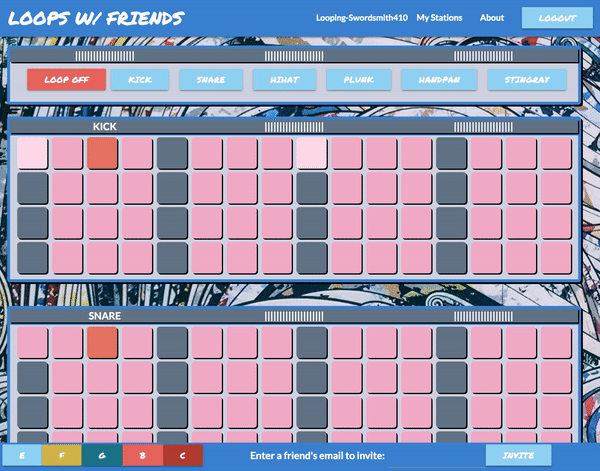 LOOPS W/ FRIENDS
Looping-Swordsmith410 My Stations About LOGOUT
LOOP OFF KICK SNARE HIHAT PLUNK HANDPAN STINGRAY
KICK
SNARE
E F G B C Enter a friend's email to invite: INVITE